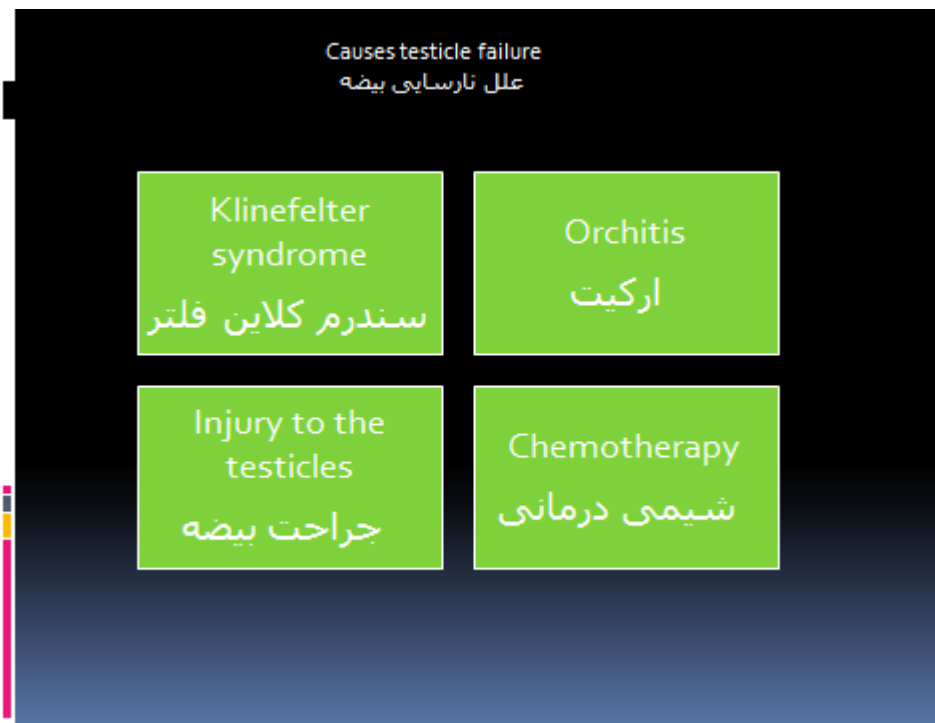 Causes testicle failure
علل نارسایی بیضه
Klinefelter
syndrome
سندرم کلاین فلتر
Orchitis
ارکیت
Injury to the
testicles
جراحت بیضه
Chemotherapy
شیمی درمانی